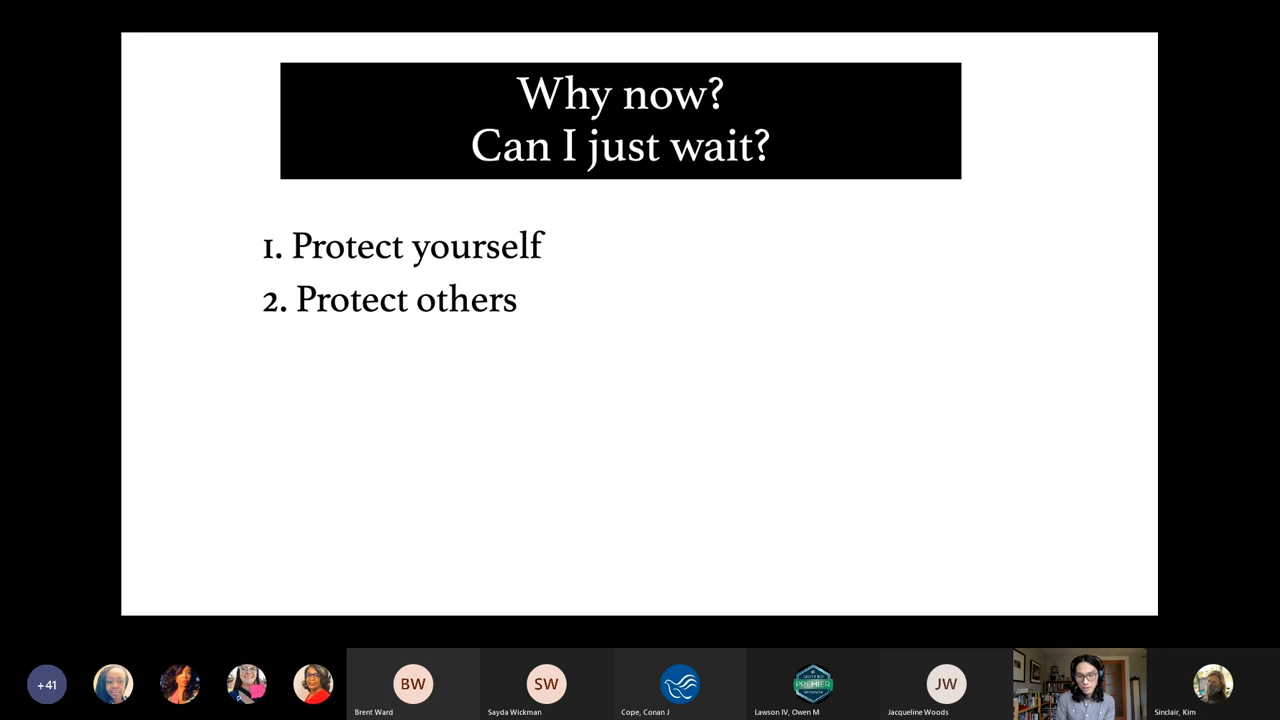 Why now?
Can I just wait?
1. Protect yourself
2. Protect others
+41
BW
SW
PREMIER
JW
Brent Ward
Sayda Wickman
Cope, Conan J
Lawson IV, Owen M
Jacqueline Woods
Sinclair, Kim